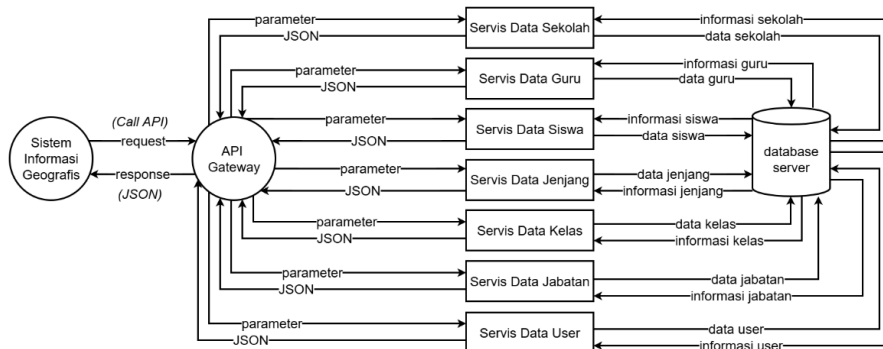 parameter
JSON
Servis Data Sekolah
informasi sekolah
data sekolah
parameter
JSON
Servis Data Guru
informasi guru
data guru
parameter
JSON
Servis Data Siswa
informasi siswa
data siswa
Sistem
Informasi
Geografis
(Call API)
request
response
(JSON)
API
Gateway
database
server
parameter
JSON
Servis Data Jenjang
data jenjang
informasi jenjang
parameter
JSON
Servis Data Kelas
data kelas
informasi kelas
parameter
JSON
Servis Data Jabatan
data jabatan
informasi jabatan
parameter
JSON
Servis Data User
data user
informasi user